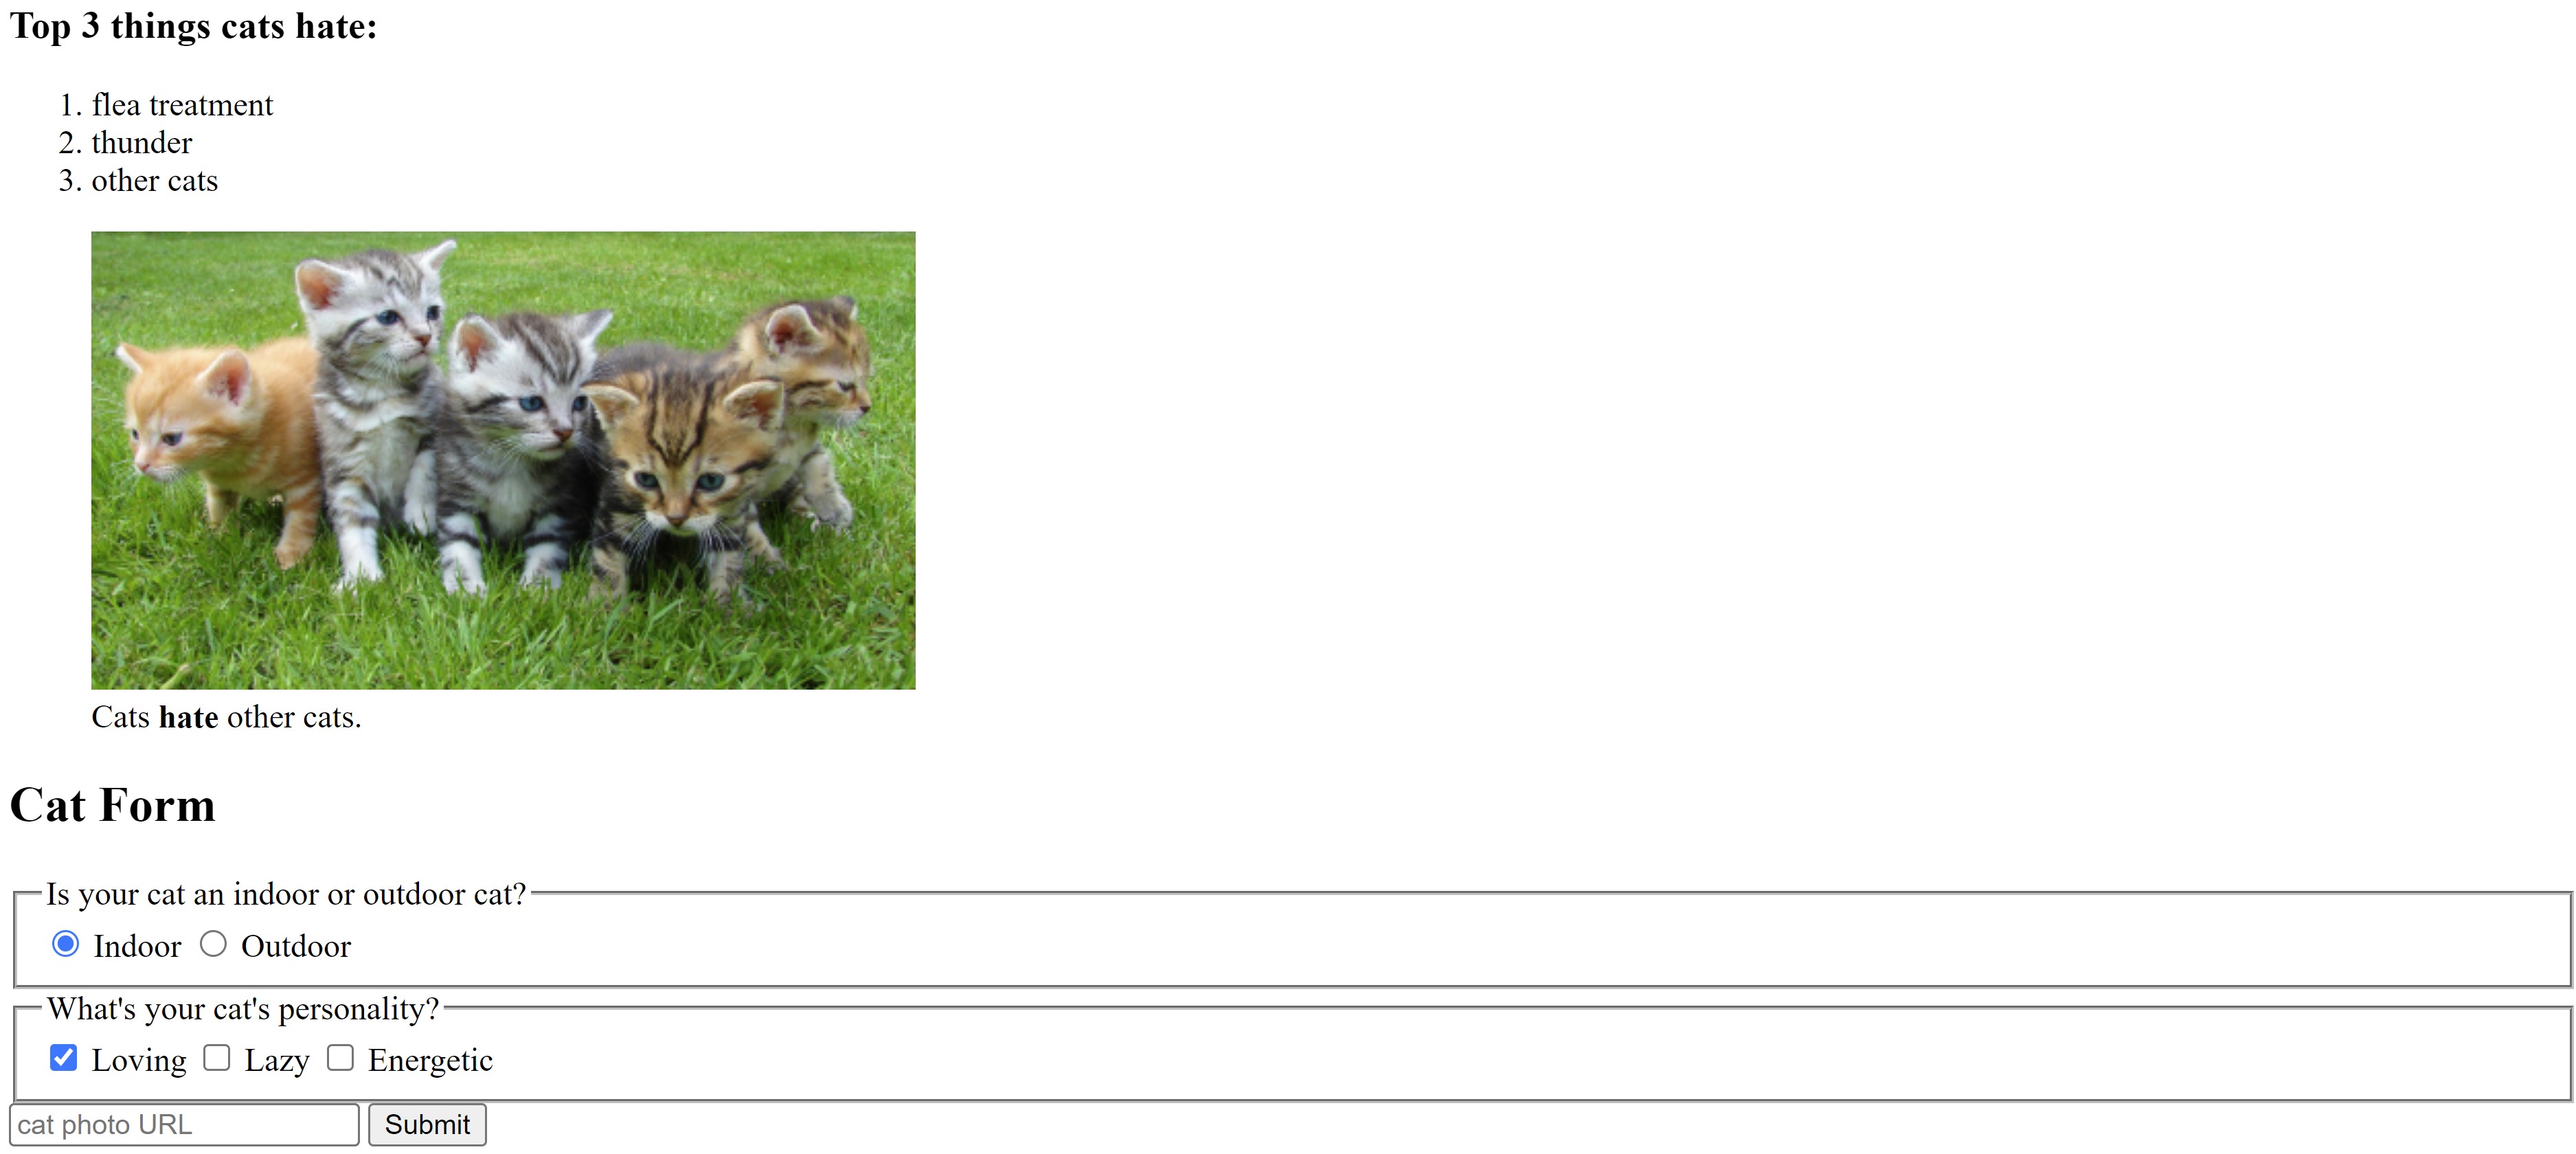 Top 3 things cats hate:
1. flea treatment
2. thunder
3. other cats
Cats hate other cats.
Cat Form
Is your cat an indoor or outdoor cat?
Indoor Outdoor
What's your cat's personality?
Loving Lazy Energetic
cat photo URL Submit